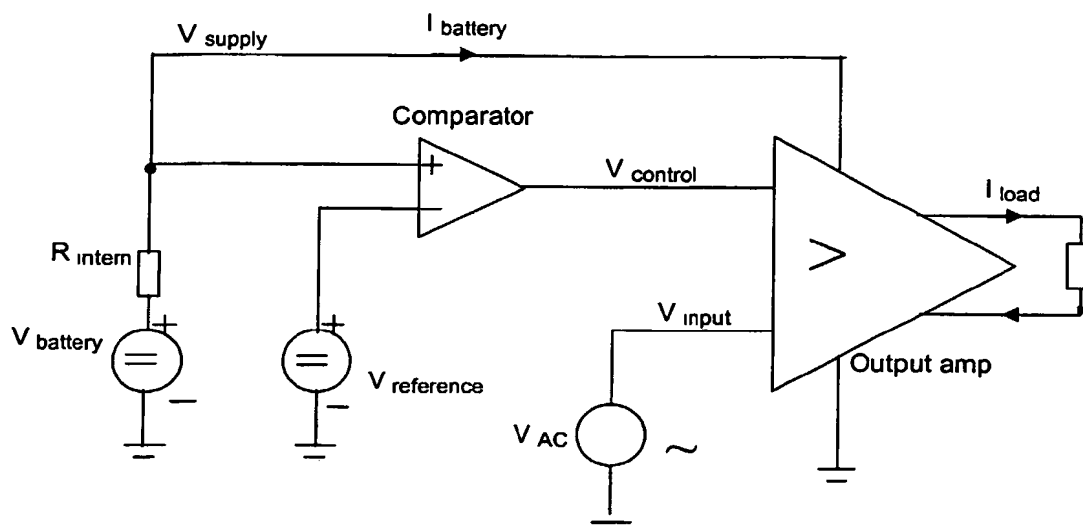 V supply
I battery
Comparator
+
−
V control
I load
>
R intern
V battery
+
=
−
+
=
−
V reference
V input
V AC
~
Output amp